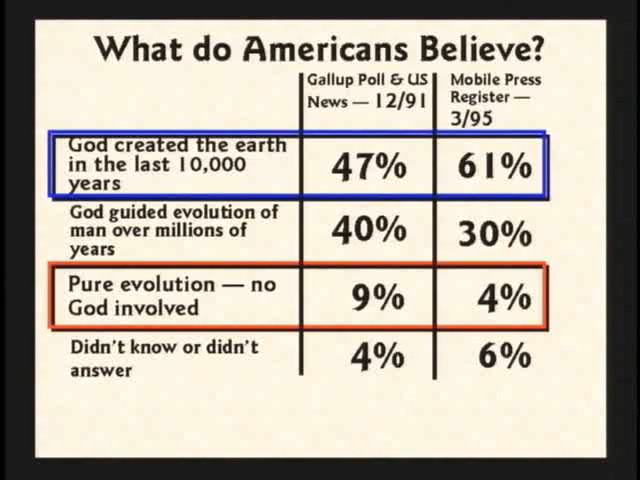 What do Americans Believe?
Gallup Poll & US
News — 12/91
Mobile Press
Register —
3/95
God created the earth
in the last 10,000
years
47%
61%
God guided evolution of
man over millions of
years
40%
30%
Pure evolution — no
God involved
9%
4%
Didn't know or didn't
answer
4%
6%